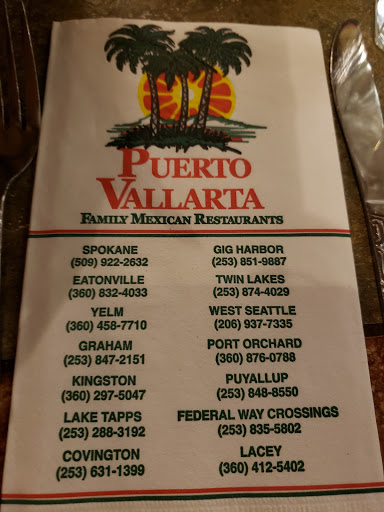 PUERTO
VALLARTA
FAMILY MEXICAN RESTAURANTS
SPOKANE
(509) 922-2632
EATONVILLE
(360) 832-4033
YELM
(360) 458-7710
GRAHAM
(253) 847-2151
KINGSTON
(360) 297-5047
LAKE TAPPS
(253) 288-3192
COVINGTON
(253) 631-1399
GIG HARBOR
(253) 851-9887
TWIN LAKES
(253) 874-4029
WEST SEATTLE
(206) 937-7335
PORT ORCHARD
(360) 876-0788
PUYALLUP
(253) 848-8550
FEDERAL WAY CROSSINGS
(253) 835-5802
LACEY
(360) 412-5402